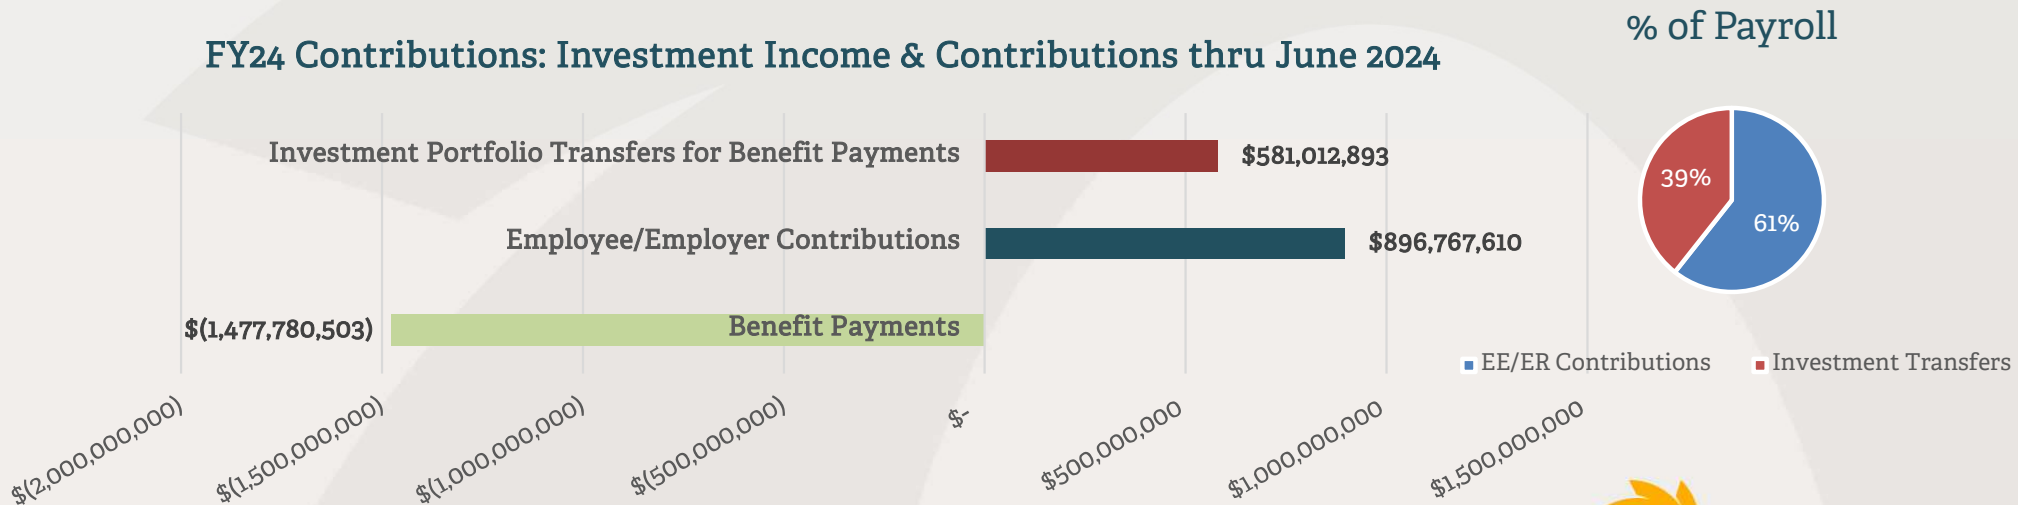 % of Payroll
FY24 Contributions: Investment Income & Contributions thru June 2024
Investment Portfolio Transfers for Benefit Payments
$581,012,893
Employee/Employer Contributions
$896,767,610
$(1,477,780,503)
Benefit Payments
39%
61%
EE/ER Contributions
Investment Transfers
$(2,000,000,000)
$(1,500,000,000)
$(1,000,000,000)
$(500,000,000)
$-
$500,000,000
$1,000,000,000
$1,500,000,000